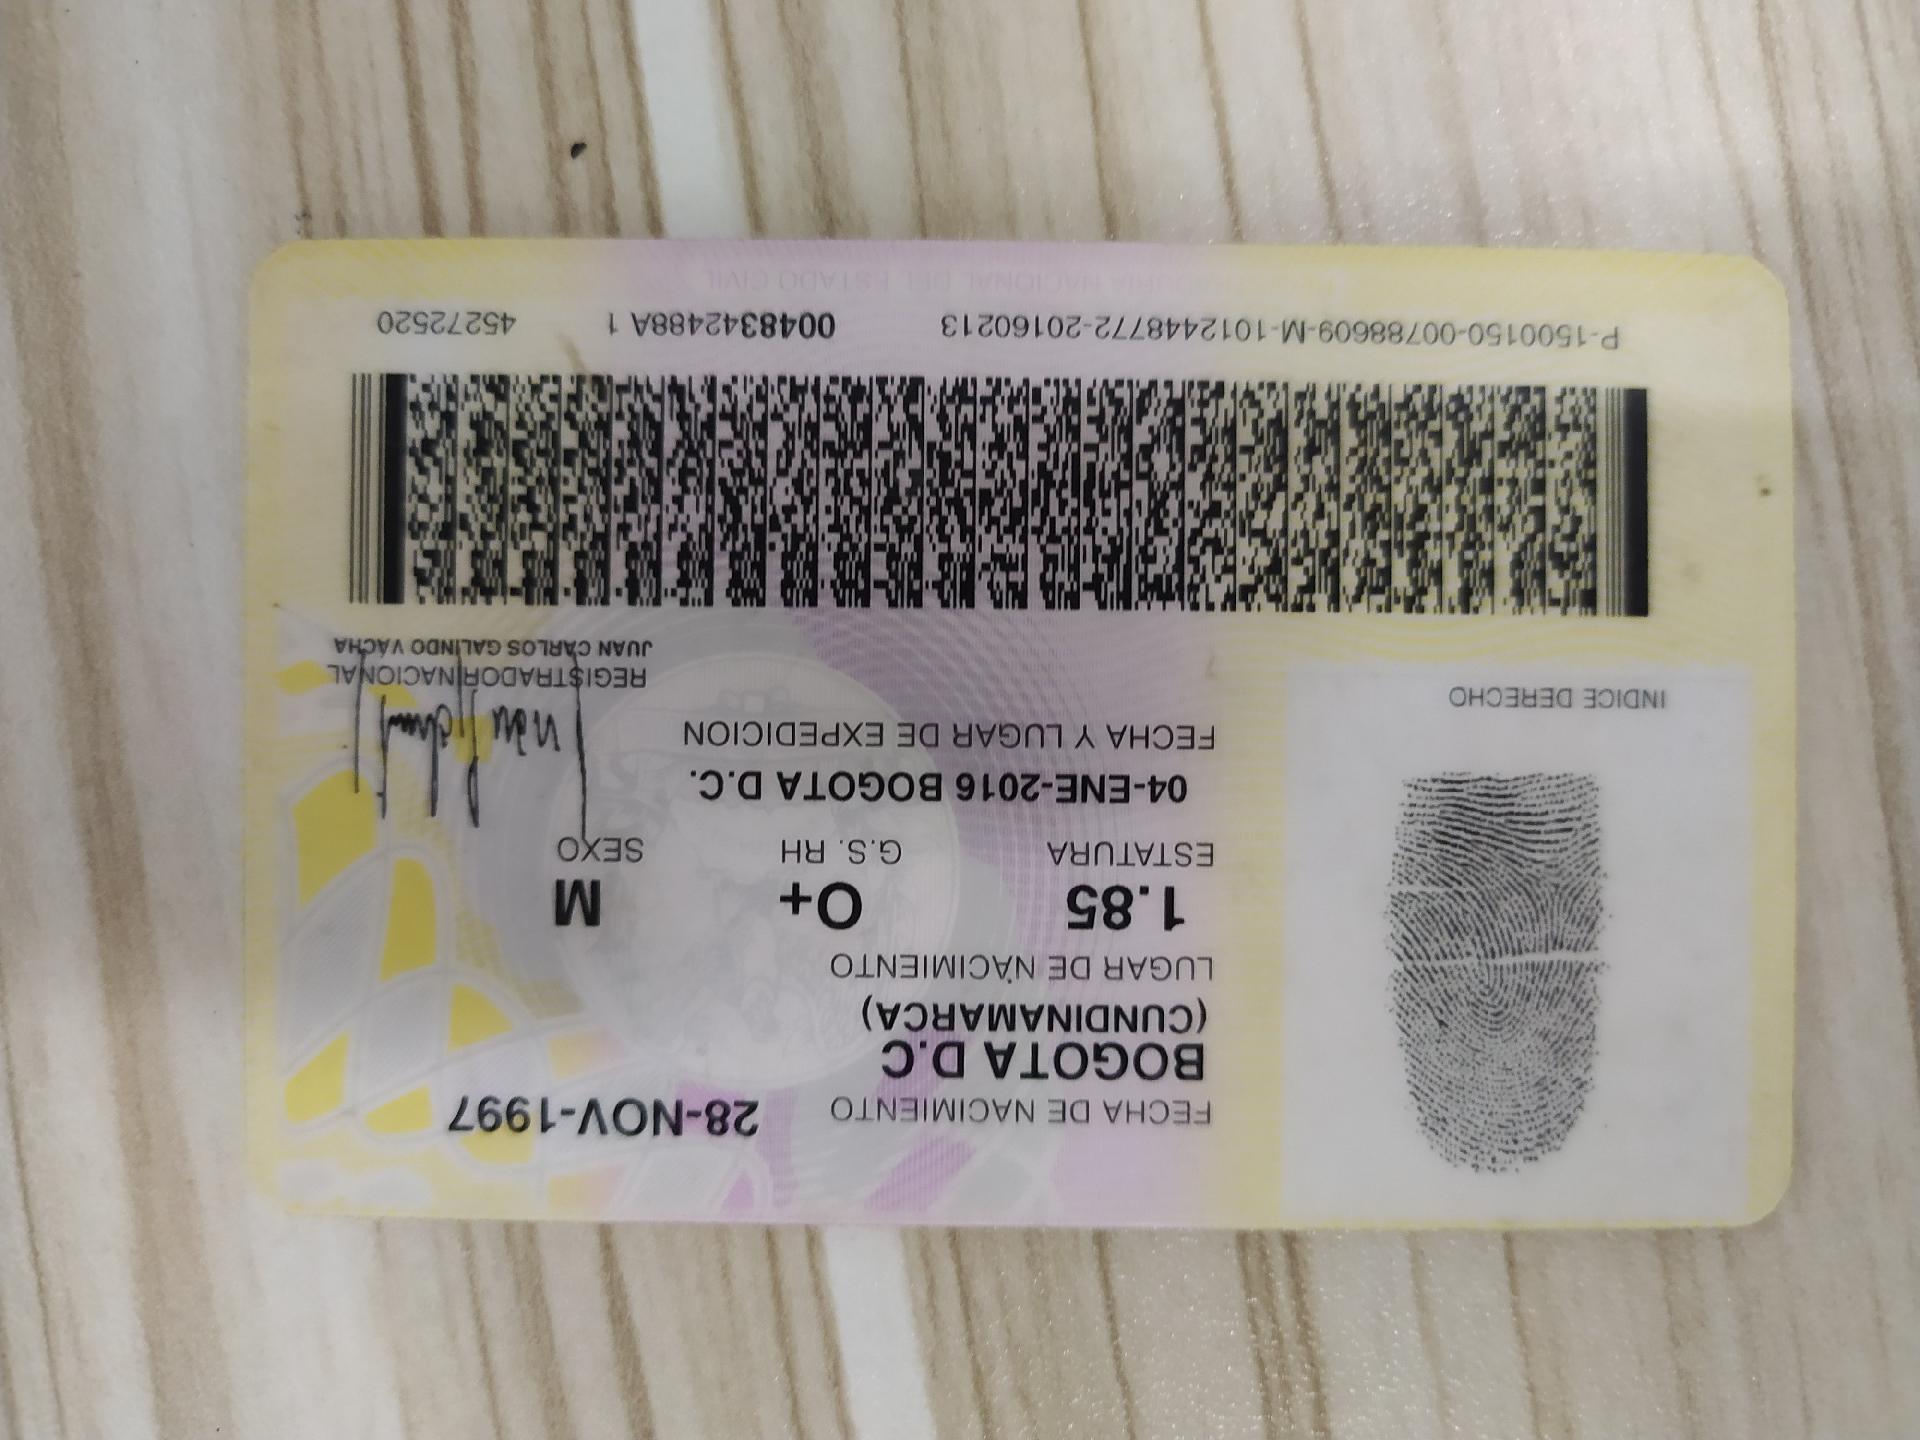 FECHA DE NACIMIENTO 28-NOV-1997
BOGOTA D.C
(CUNDINAMARCA)
LUGAR DE NACIMIENTO
1.85 O+ M
ESTATURA G.S. RH SEXO
04-ENE-2016 BOGOTA D.C.
FECHA Y LUGAR DE EXPEDICION
INDICE DERECHO
REGISTRADOR NACIONAL
JUAN CARLOS GALINDO VACHA
P-1500150-00788609-M-1012448772-20160213 0048342488A 1 45272520
REGISTRADURIA NACIONAL DEL ESTADO CIVIL